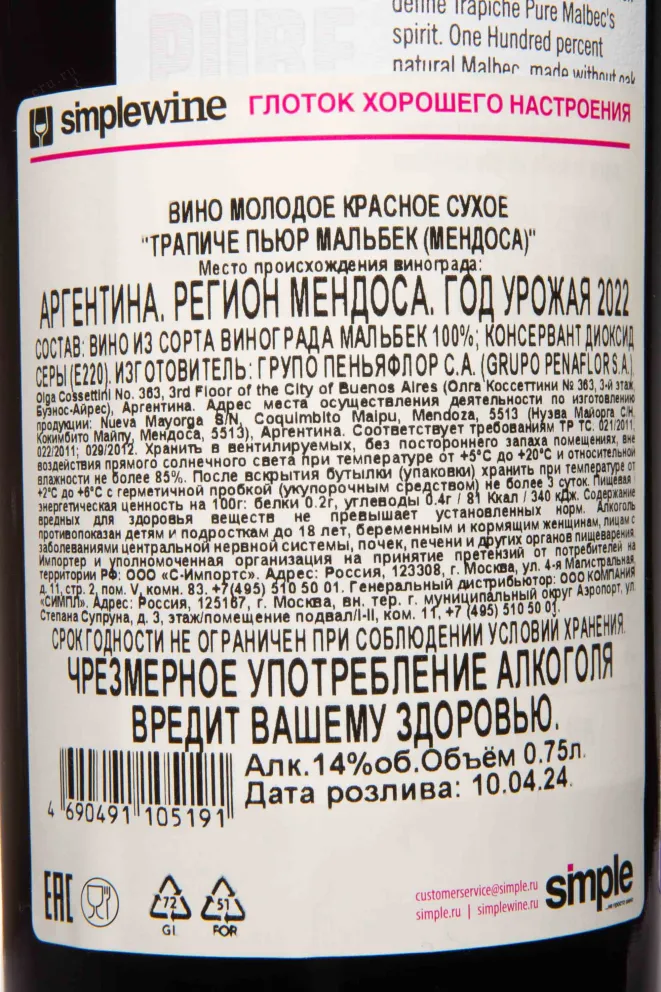 define Trapiche Pure Malbec's
spirit. One Hundred percent
natural Malbec, made without oak
PURE
simplewine
ГЛОТОК ХОРОШЕГО НАСТРОЕНИЯ
ВИНО МОЛОДОЕ КРАСНОЕ СУХОЕ
"ТРАПИЧЕ ПЬЮР МАЛЬБЕК (МЕНДОСА)"
Место происхождения винограда:
АРГЕНТИНА. РЕГИОН МЕНДОСА. ГОД УРОЖАЯ 2022
СОСТАВ: ВИНО ИЗ СОРТА ВИНОГРАДА МАЛЬБЕК 100%; КОНСЕРВАНТ ДИОКСИД
СЕРЫ (Е220). ИЗГОТОВИТЕЛЬ: ГРУПО ПЕНЬЯФЛОР С.А. (GRUPO PENAFLOR S.A.),
Olga Cossettini No. 363, 3rd Floor of the City of Buenos Aires (Олга Коссеттини № 363, 3-й этаж,
Буэнос-Айрес), Аргентина. Адрес места осуществления деятельности по изготовлению
продукции: Nueva Mayorga S/N, Coquimbito Maipu, Mendoza, 5513 (Нузва Майорга С/Н,
Кокимбито Майпу, Мендоса, 5513), Аргентина. Соответствует требованиям ТР ТС: 021/2011;
022/2011; 029/2012. Хранить в вентилируемых, без постороннего запаха помещениях, вне
воздействия прямого солнечного света при температуре от +5°С до +20°С и относительной
влажности не более 85%. После вскрытия бутылки (упаковки) хранить при температуре от
+2°С до +6°С с герметичной пробкой (укупорочным средством) не более 3 суток. Пищевая
энергетическая ценность на 100г: белки 0.2г, углеводы 0.4г / 81 Ккал / 340 кДж. Содержание
вредных для здоровья веществ не превышает установленных норм. Алкоголь
противопоказан детям и подросткам до 18 лет, беременным и кормящим женщинам, лицам с
заболеваниями центральной нервной системы, почек, печени и других органов пищеварения.
Импортер и уполномоченная организация на принятие претензий от потребителей на
территории РФ: ООО «С-Импортс». Адрес: Россия, 123308, г. Москва, ул. 4-я Магистральная,
д. 11, стр. 2, пом. V, комн. 83. +7(495) 510 50 01. Генеральный дистрибьютор: ООО КОМПАНИЯ
«СИМПЛ». Адрес: Россия, 125167, г. Москва, вн. тер. г. муниципальный округ Аэропорт, ул.
Степана Супруна, д. 3, этаж/помещение подвал/I-II, ком. 11, +7 (495) 510 50 01.
СРОК ГОДНОСТИ НЕ ОГРАНИЧЕН ПРИ СОБЛЮДЕНИИ УСЛОВИЙ ХРАНЕНИЯ.
ЧРЕЗМЕРНОЕ УПОТРЕБЛЕНИЕ АЛКОГОЛЯ
ВРЕДИТ ВАШЕМУ ЗДОРОВЬЮ.
Алк.14%об.Объём 0.75л.
Дата розлива: 10.04.24.
4 690491 105191
EAC
72
GL
51
FOR
customerservice@simple.ru
simple.ru | simplewine.ru
simple